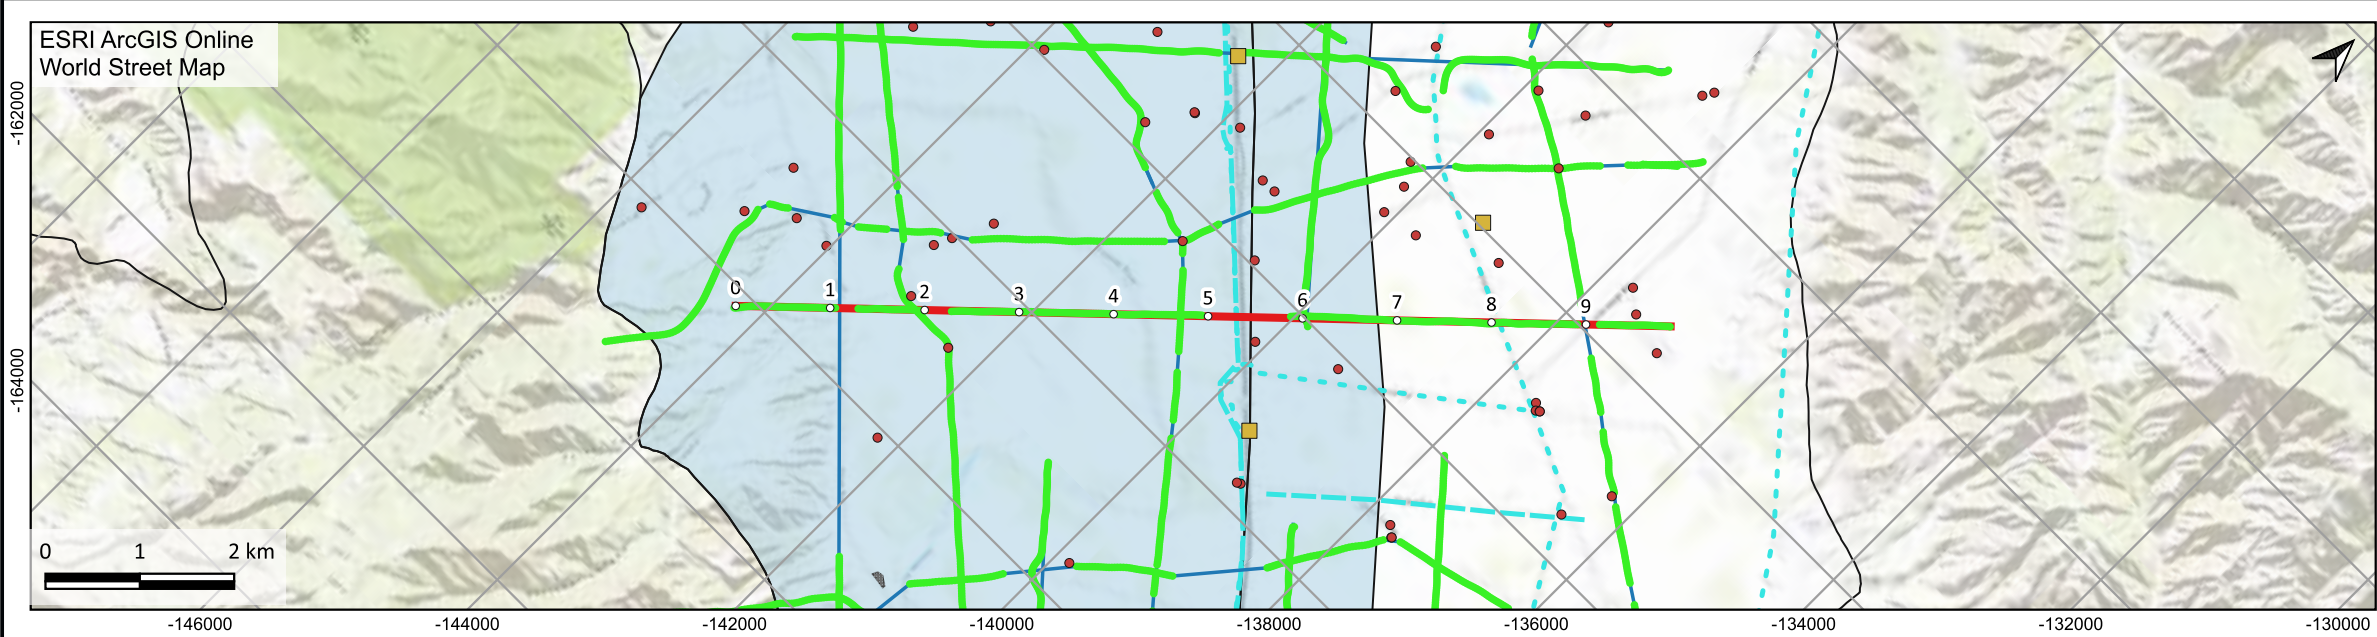 ESRI ArcGIS Online
World Street Map
-162000
-164000
0 1 2 3 4 5 6 7 8 9
0 1 2 km
-146000 -144000 -142000 -140000 -138000 -136000 -134000 -132000 -130000